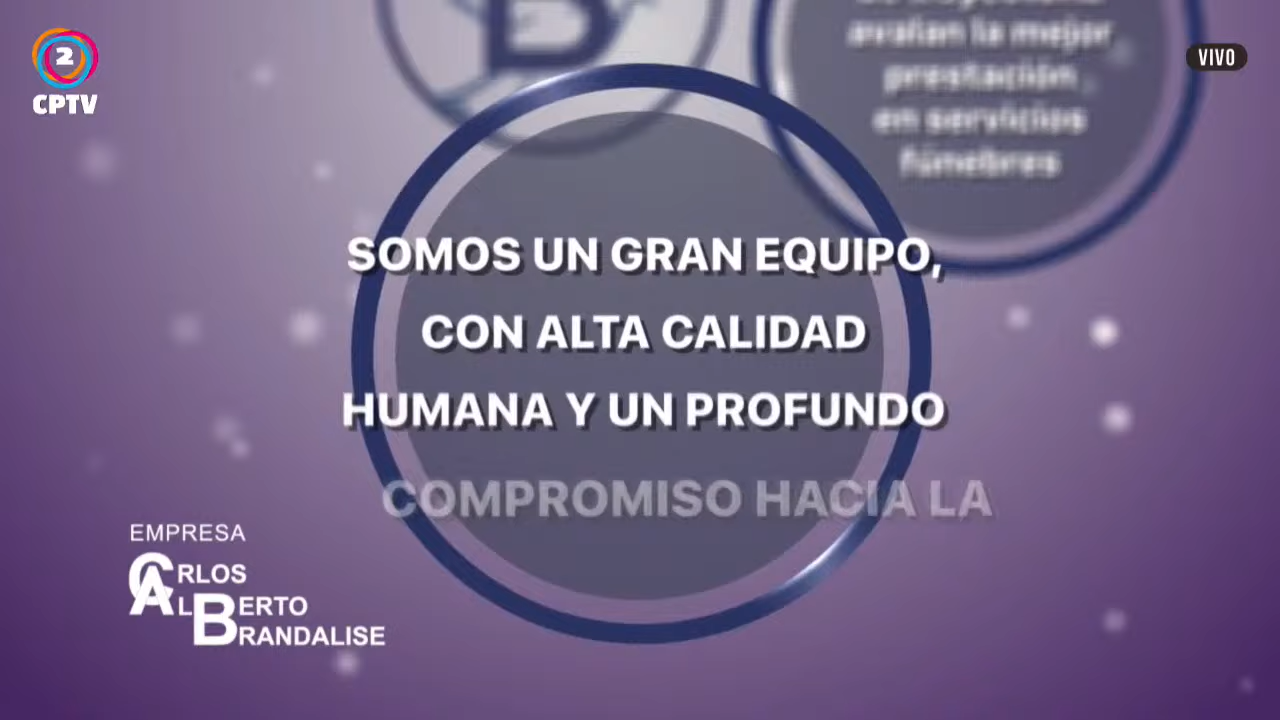 2
CPTV
VIVO
B
avalan la mejor
prestación,
en servicios
fúnebres
SOMOS UN GRAN EQUIPO,
CON ALTA CALIDAD
HUMANA Y UN PROFUNDO
COMPROMISO HACIA LA
EMPRESA
CARLOS
ALBERTO
BRANDALISE